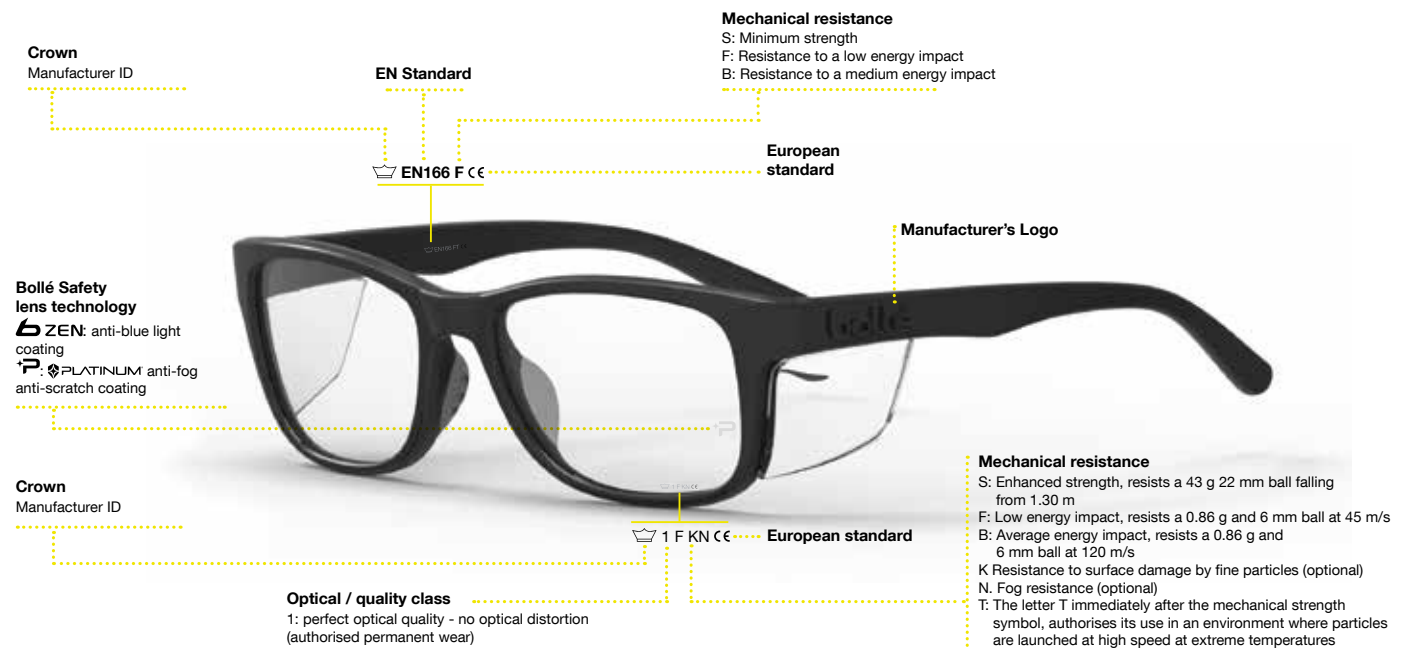 Mechanical resistance
S: Minimum strength
F: Resistance to a low energy impact
B: Resistance to a medium energy impact
Crown
Manufacturer ID
EN Standard
European
standard
EN166 F CE
Manufacturer's Logo
Bollé Safety
lens technology
ZEN: anti-blue light
coating
+P: PLATINUM® anti-fog
anti-scratch coating
bollé
+P
Crown
Manufacturer ID
1 F KN CE
European standard
Optical / quality class
1: perfect optical quality - no optical distortion
(authorised permanent wear)
Mechanical resistance
S: Enhanced strength, resists a 43 g 22 mm ball falling
from 1.30 m
F: Low energy impact, resists a 0.86 g and 6 mm ball at 45 m/s
B: Average energy impact, resists a 0.86 g and
6 mm ball at 120 m/s
K Resistance to surface damage by fine particles (optional)
N. Fog resistance (optional)
T: The letter T immediately after the mechanical strength
symbol, authorises its use in an environment where particles
are launched at high speed at extreme temperatures